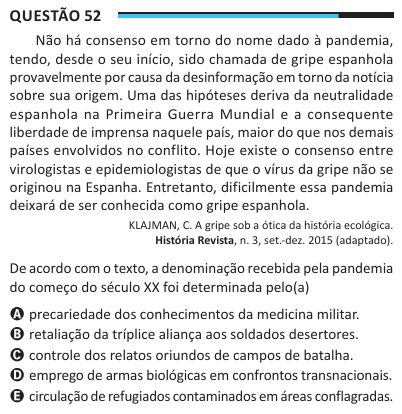 QUESTÃO 52
Não há consenso em torno do nome dado à pandemia,
tendo, desde o seu início, sido chamada de gripe espanhola
provavelmente por causa da desinformação em torno da notícia
sobre sua origem. Uma das hipóteses deriva da neutralidade
espanhola na Primeira Guerra Mundial e a consequente
liberdade de imprensa naquele país, maior do que nos demais
países envolvidos no conflito. Hoje existe o consenso entre
virologistas e epidemiologistas de que o vírus da gripe não se
originou na Espanha. Entretanto, dificilmente essa pandemia
deixará de ser conhecida como gripe espanhola.
KLAJMAN, C. A gripe sob a ótica da história ecológica.
História Revista, n. 3, set.-dez. 2015 (adaptado).
De acordo com o texto, a denominação recebida pela pandemia
do começo do século XX foi determinada pelo(a)
A precariedade dos conhecimentos da medicina militar.
B retaliação da tríplice aliança aos soldados desertores.
C controle dos relatos oriundos de campos de batalha.
D emprego de armas biológicas em confrontos transnacionais.
E circulação de refugiados contaminados em áreas conflagradas.